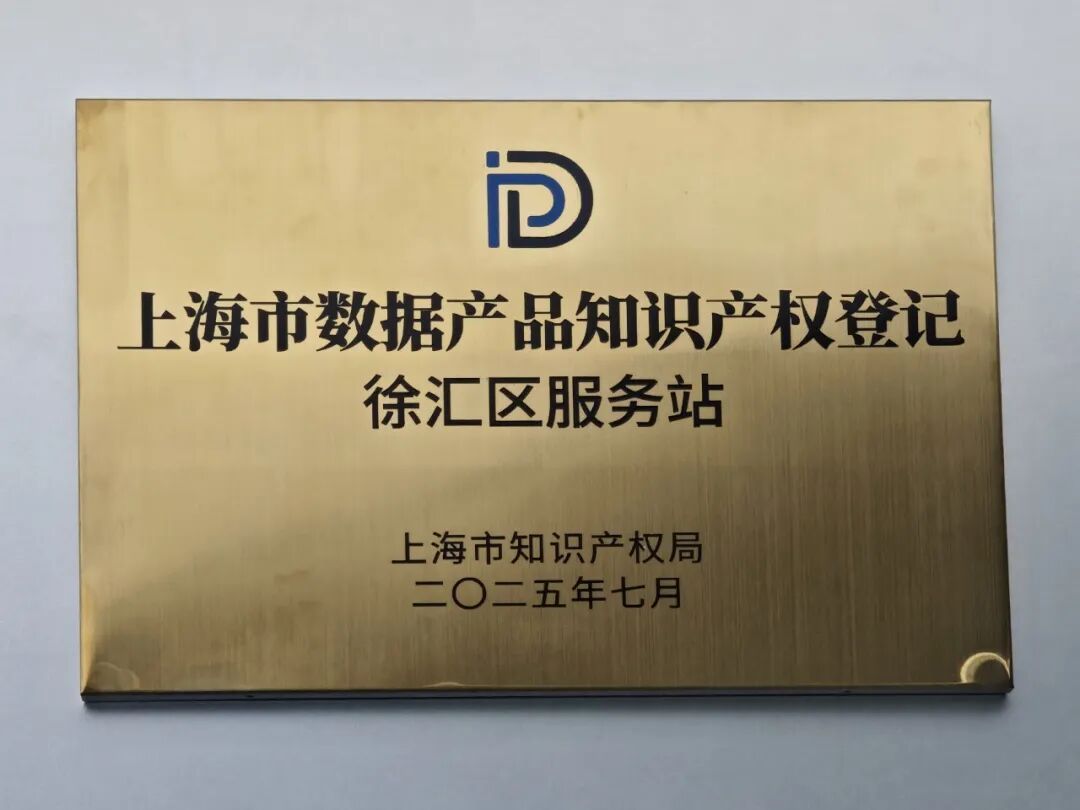 上海市数据产品知识产权登记
徐汇区服务站
上海市知识产权局
二〇二五年七月